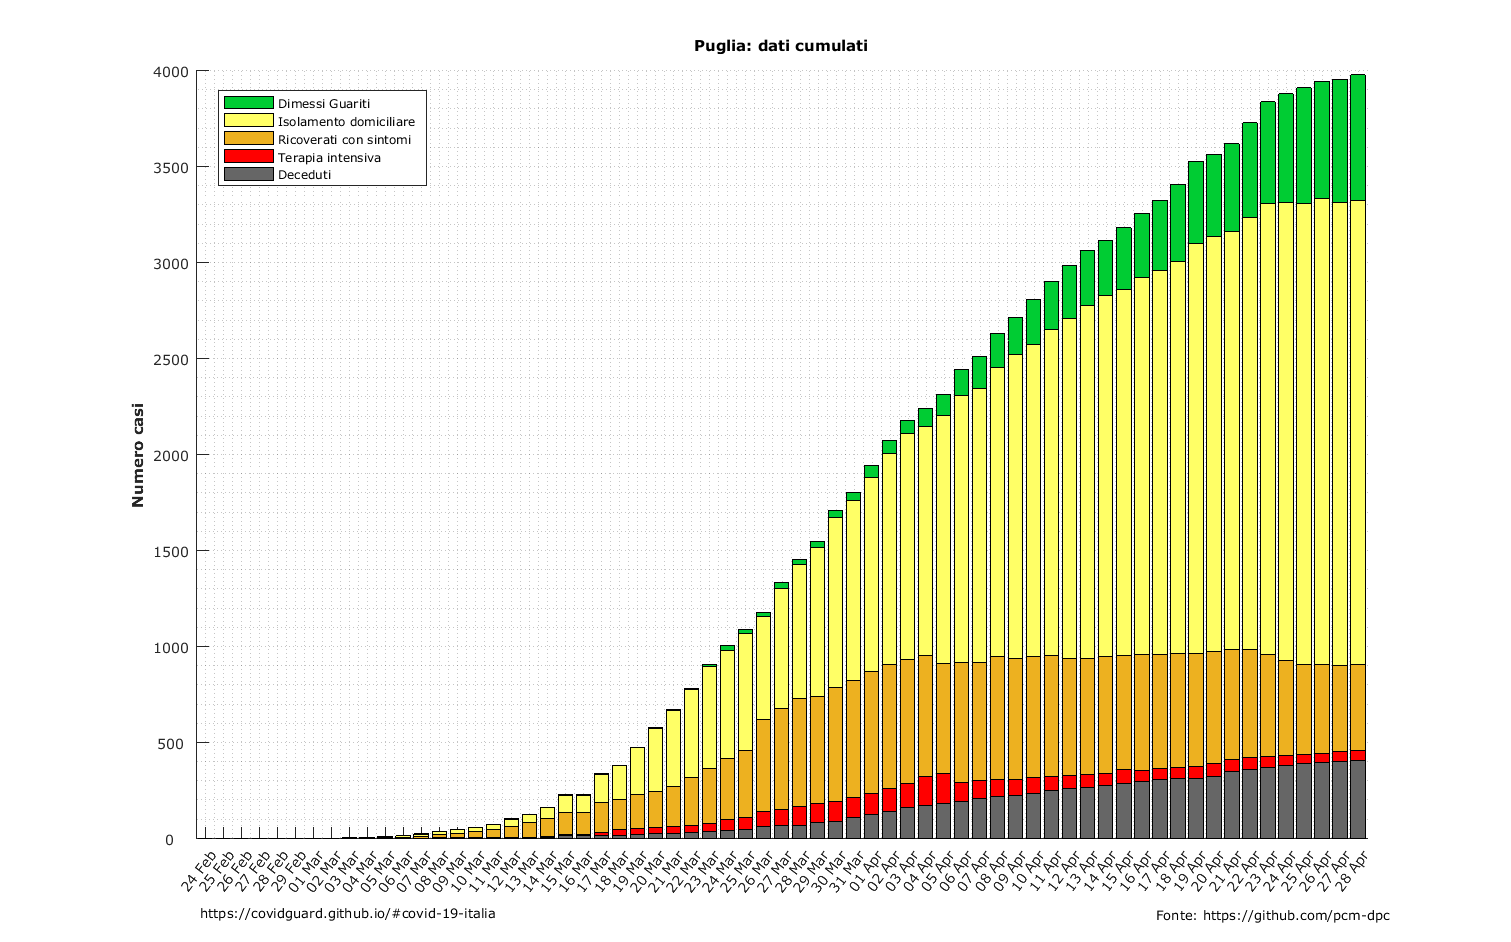 Puglia: dati cumulati
4000
3500
3000
2500
2000
1500
1000
500
0
Numero casi
Dimessi Guariti
Isolamento domiciliare
Ricoverati con sintomi
Terapia intensiva
Deceduti
24 Feb
25 Feb
26 Feb
27 Feb
28 Feb
29 Feb
01 Mar
02 Mar
03 Mar
04 Mar
05 Mar
06 Mar
07 Mar
08 Mar
09 Mar
10 Mar
11 Mar
12 Mar
13 Mar
14 Mar
15 Mar
16 Mar
17 Mar
18 Mar
19 Mar
20 Mar
21 Mar
22 Mar
23 Mar
24 Mar
25 Mar
26 Mar
27 Mar
28 Mar
29 Mar
30 Mar
31 Mar
01 Apr
02 Apr
03 Apr
04 Apr
05 Apr
06 Apr
07 Apr
08 Apr
09 Apr
10 Apr
11 Apr
12 Apr
13 Apr
14 Apr
15 Apr
16 Apr
17 Apr
18 Apr
19 Apr
20 Apr
21 Apr
22 Apr
23 Apr
24 Apr
25 Apr
26 Apr
27 Apr
28 Apr
https://covidguard.github.io/#covid-19-italia
Fonte: https://github.com/pcm-dpc